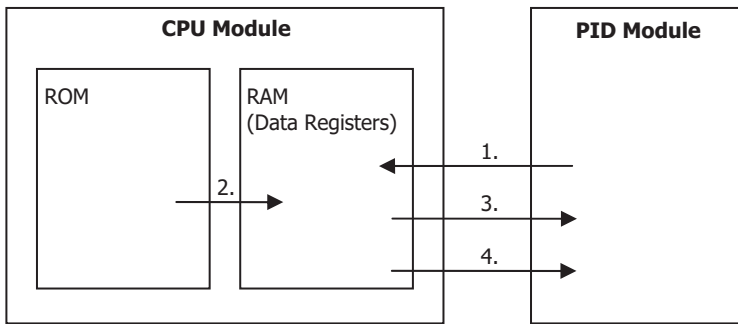 CPU Module
PID Module
ROM
RAM
(Data Registers)
1.
2.
3.
4.